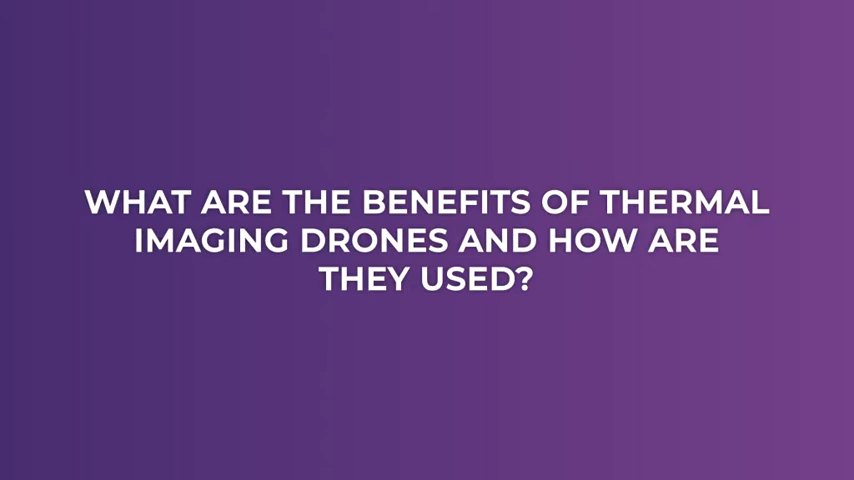 WHAT ARE THE BENEFITS OF THERMAL
IMAGING DRONES AND HOW ARE
THEY USED?